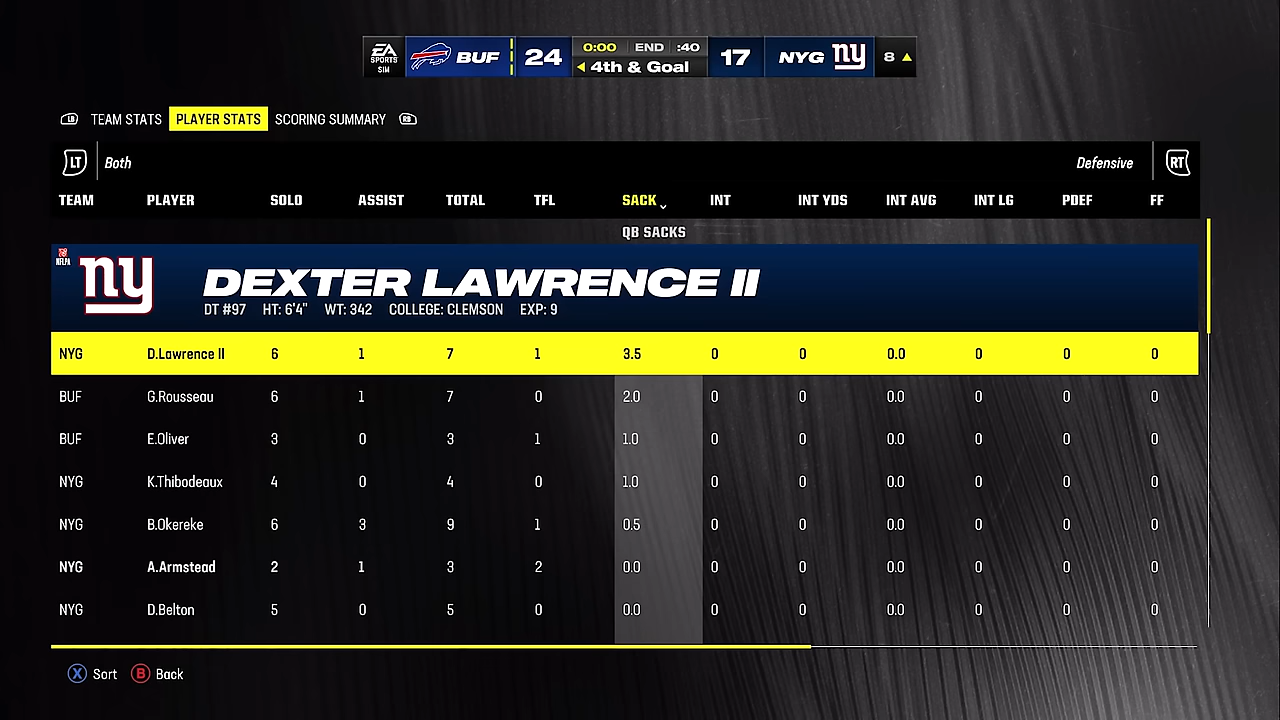 EA SPORTS SIM BUF 24 0:00 END :40 4th & Goal 17 NYG ny 8
LB TEAM STATS PLAYER STATS SCORING SUMMARY RB
LT Both Defensive RT
TEAM PLAYER SOLO ASSIST TOTAL TFL SACK INT INT YDS INT AVG INT LG PDEF FF
QB SACKS
NFLPA ny DEXTER LAWRENCE II
DT #97 HT: 6'4" WT: 342 COLLEGE: CLEMSON EXP: 9
NYG D.Lawrence II 6 1 7 1 3.5 0 0 0.0 0 0 0
BUF G.Rousseau 6 1 7 0 2.0 0 0 0.0 0 0 0
BUF E.Oliver 3 0 3 1 1.0 0 0 0.0 0 0 0
NYG K.Thibodeaux 4 0 4 0 1.0 0 0 0.0 0 0 0
NYG B.Okereke 6 3 9 1 0.5 0 0 0.0 0 0 0
NYG A.Armstead 2 1 3 2 0.0 0 0 0.0 0 0 0
NYG D.Belton 5 0 5 0 0.0 0 0 0.0 0 0 0
X Sort B Back